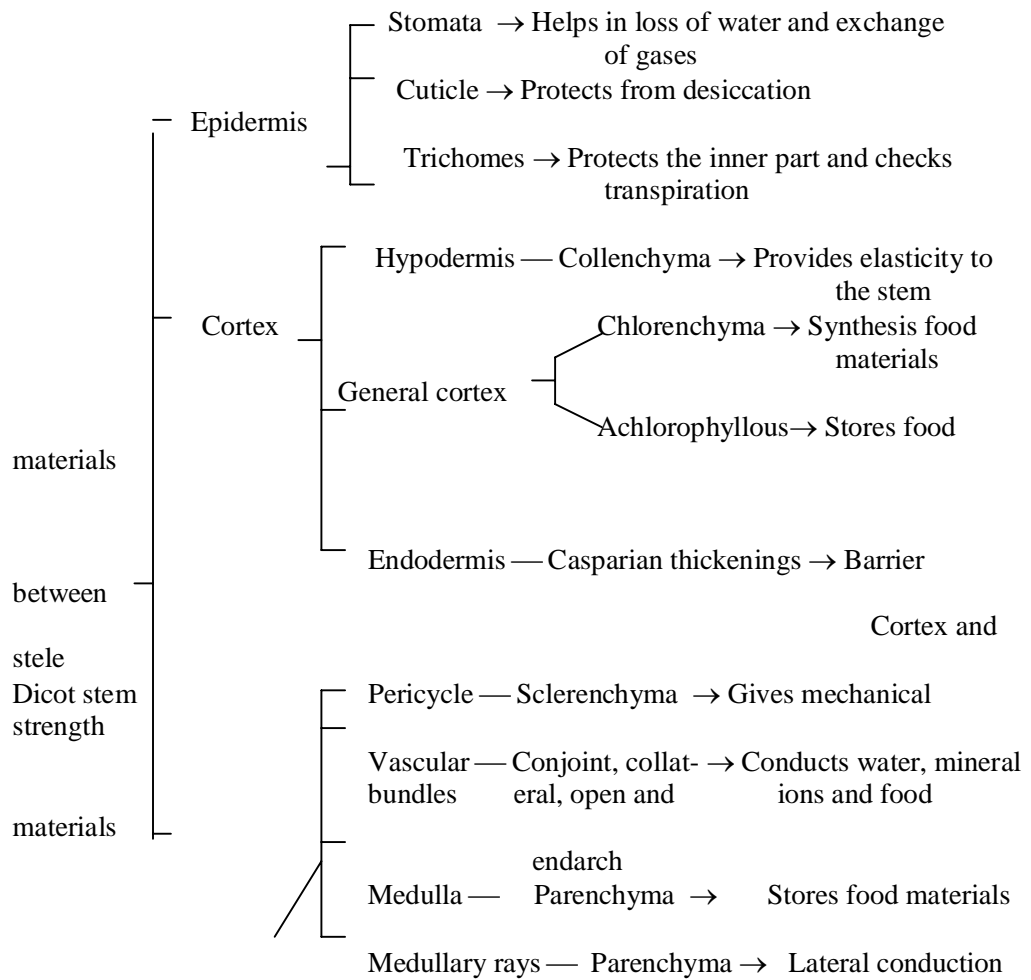 Stomata → Helps in loss of water and exchange
of gases
Cuticle → Protects from desiccation
Epidermis
Trichomes → Protects the inner part and checks
transpiration
Hypodermis — Collenchyma → Provides elasticity to
the stem
Cortex
Chlorenchyma → Synthesis food
materials
General cortex
Achlorophyllous → Stores food
materials
Endodermis — Casparian thickenings → Barrier
between
Cortex and
stele
Dicot stem
Pericycle — Sclerenchyma → Gives mechanical
strength
Vascular — Conjoint, collat- → Conducts water, mineral
bundles eral, open and ions and food
materials
endarch
Medulla — Parenchyma → Stores food materials
Medullary rays — Parenchyma → Lateral conduction